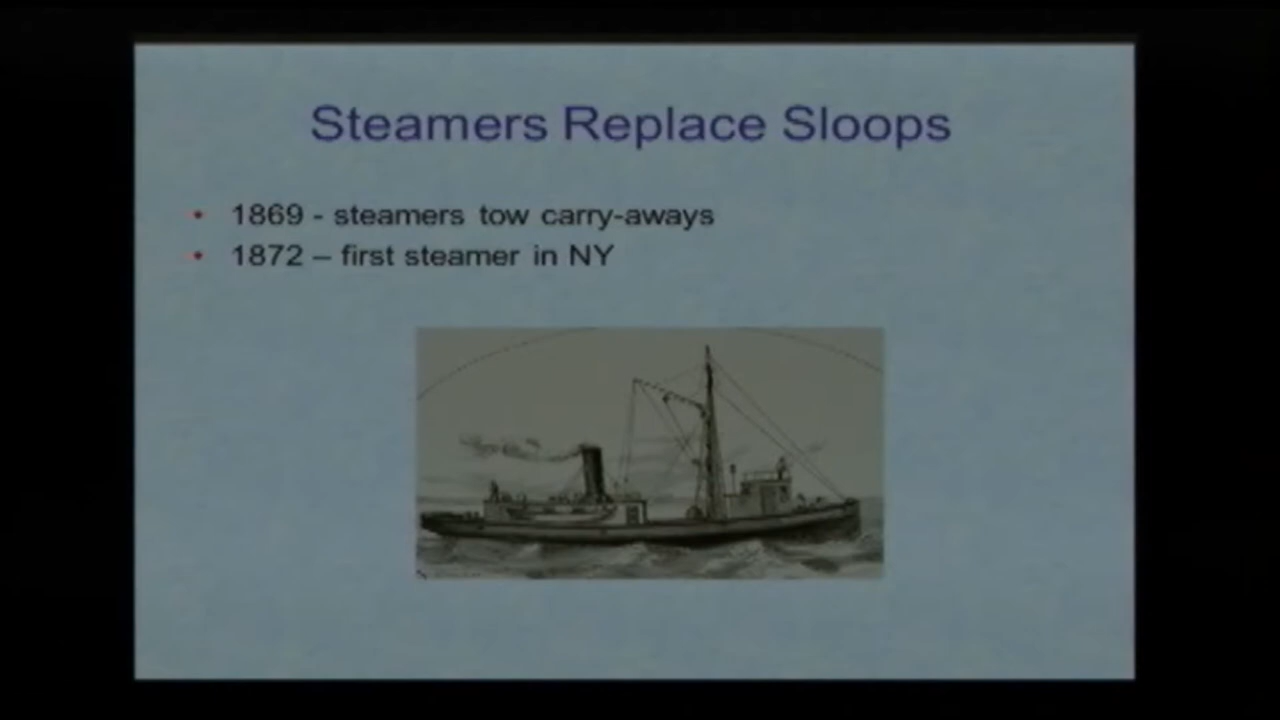 Steamers Replace Sloops
• 1869 - steamers tow carry-aways
• 1872 – first steamer in NY